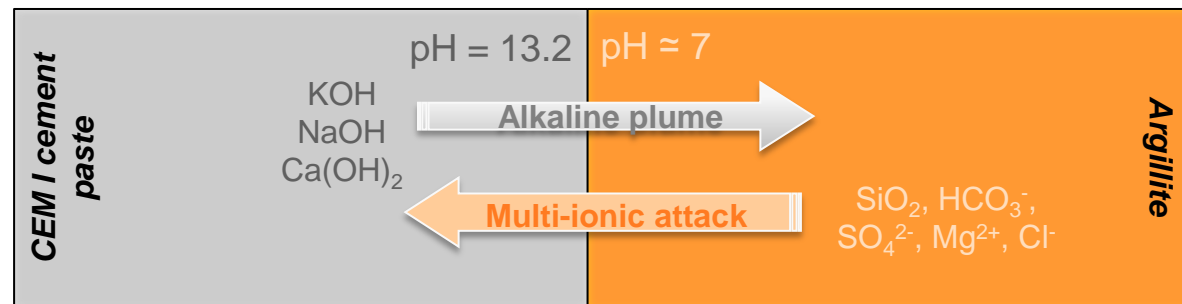 CEM I cement
paste
pH = 13.2
pH ≃ 7
KOH
NaOH
Ca(OH)₂
Alkaline plume
Multi-ionic attack
SiO₂, HCO₃⁻,
SO₄²⁻, Mg²⁺, Cl⁻
Argillite